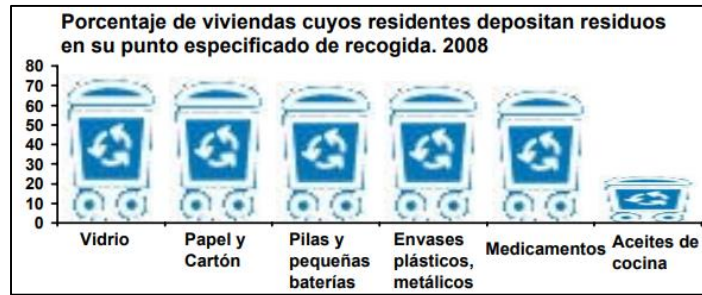 Porcentaje de viviendas cuyos residentes depositan residuos
en su punto especificado de recogida. 2008
80
70
60
50
40
30
20
10
0
Vidrio
Papel y
Cartón
Pilas y
pequeñas
baterías
Envases
plásticos,
metálicos
Medicamentos
Aceites de
cocina